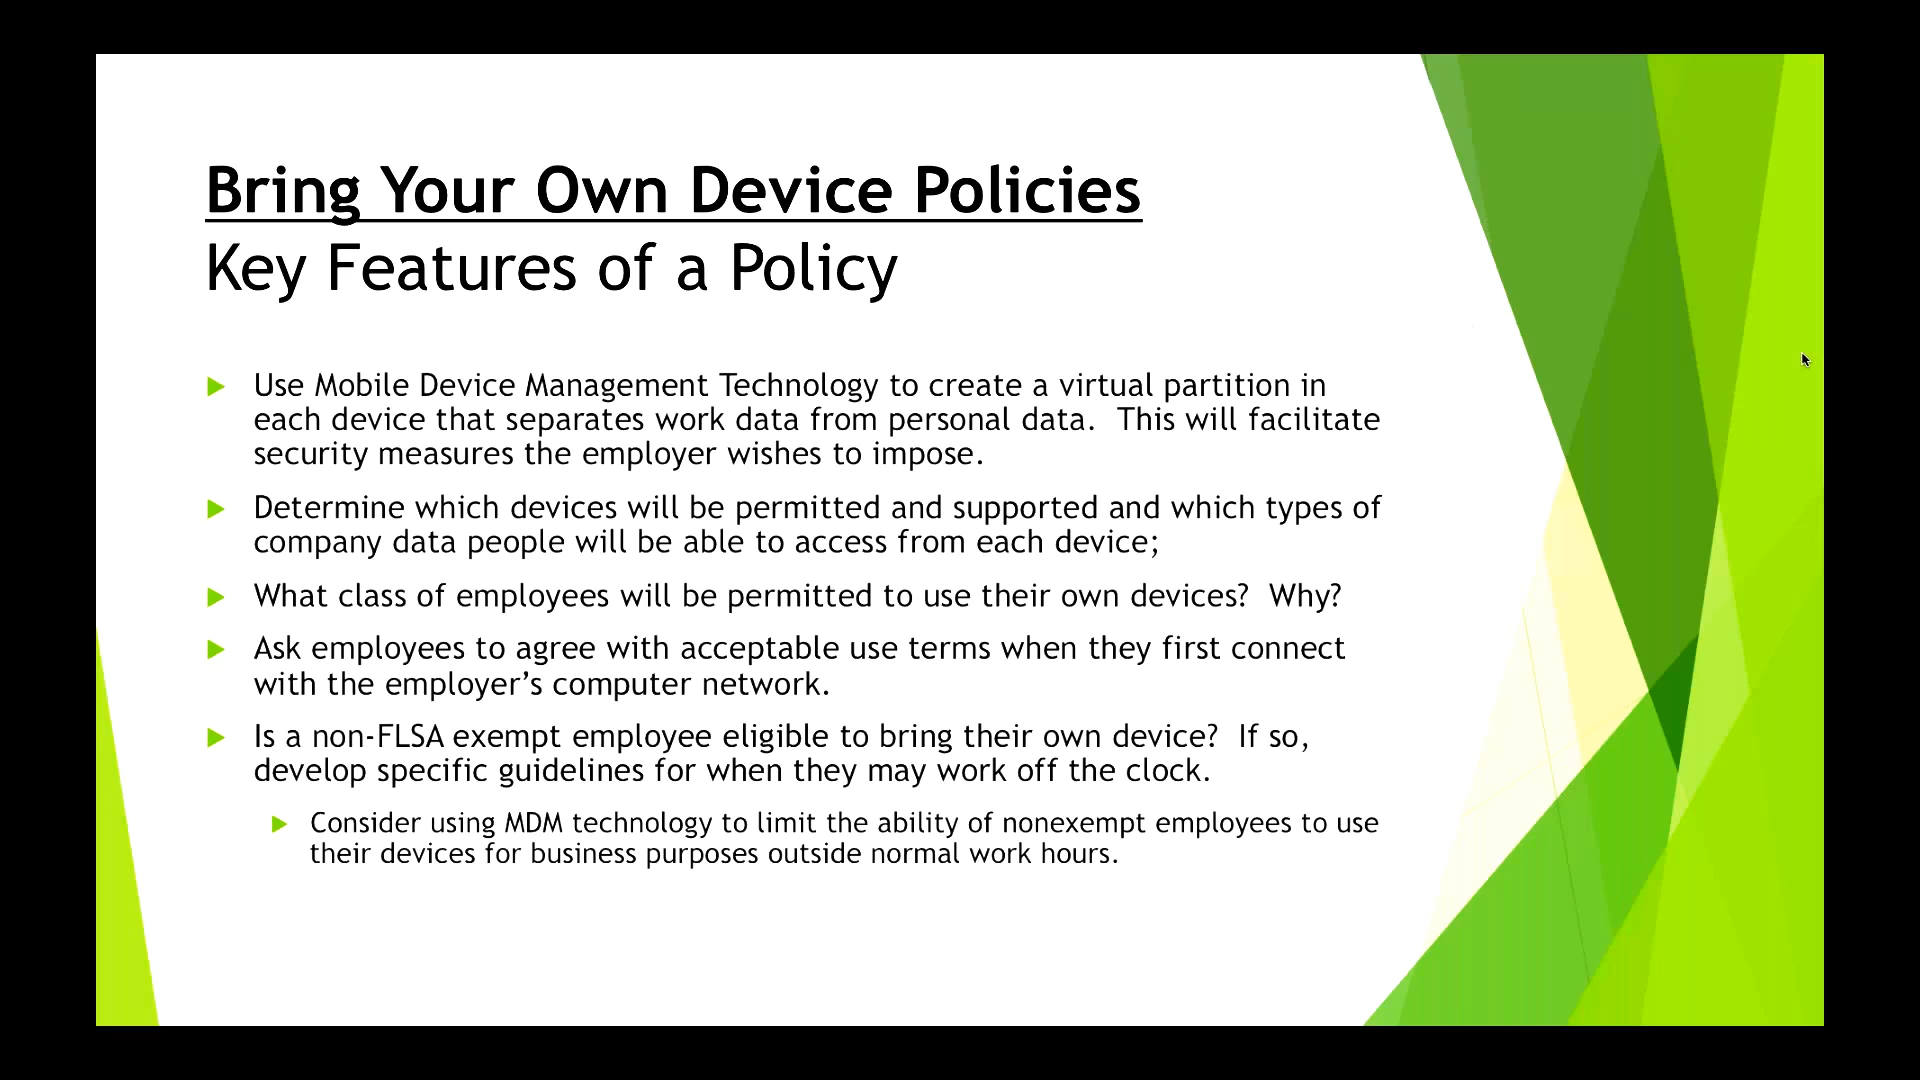 Bring Your Own Device Policies
Key Features of a Policy
Use Mobile Device Management Technology to create a virtual partition in
each device that separates work data from personal data.  This will facilitate
security measures the employer wishes to impose.
Determine which devices will be permitted and supported and which types of
company data people will be able to access from each device;
What class of employees will be permitted to use their own devices?  Why?
Ask employees to agree with acceptable use terms when they first connect
with the employer’s computer network.
Is a non-FLSA exempt employee eligible to bring their own device?  If so,
develop specific guidelines for when they may work off the clock.
Consider using MDM technology to limit the ability of nonexempt employees to use
their devices for business purposes outside normal work hours.